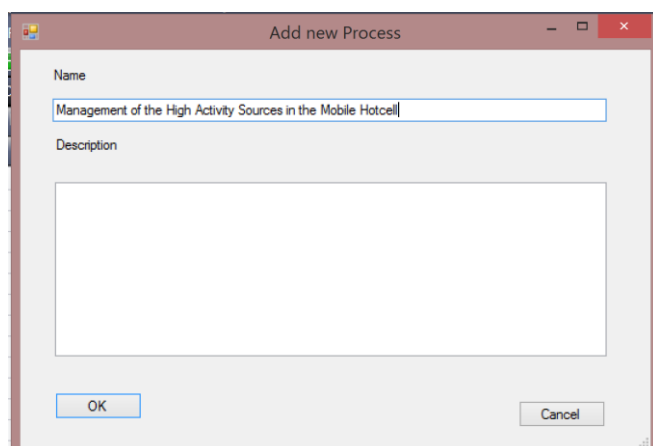 Add new Process
Name
Management of the High Activity Sources in the Mobile Hotcell
Description
OK
Cancel